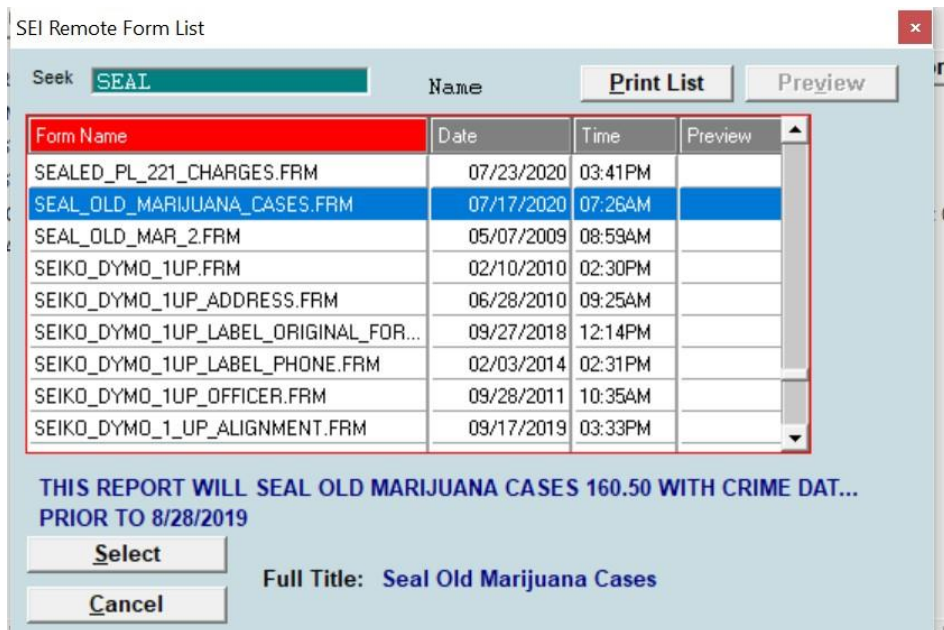 SEI Remote Form List
Seek SEAL Name Print List Preview
Form Name Date Time Preview
SEALED_PL_221_CHARGES.FRM 07/23/2020 03:41PM
SEAL_OLD_MARIJUANA_CASES.FRM 07/17/2020 07:26AM
SEAL_OLD_MAR_2.FRM 05/07/2009 08:59AM
SEIKO_DYMO_1UP.FRM 02/10/2010 02:30PM
SEIKO_DYMO_1UP_ADDRESS.FRM 06/28/2010 09:25AM
SEIKO_DYMO_1UP_LABEL_ORIGINAL_FOR... 09/27/2018 12:14PM
SEIKO_DYMO_1UP_LABEL_PHONE.FRM 02/03/2014 02:31PM
SEIKO_DYMO_1UP_OFFICER.FRM 09/28/2011 10:35AM
SEIKO_DYMO_1_UP_ALIGNMENT.FRM 09/17/2019 03:33PM
THIS REPORT WILL SEAL OLD MARIJUANA CASES 160.50 WITH CRIME DAT...
PRIOR TO 8/28/2019
Select
Full Title: Seal Old Marijuana Cases
Cancel